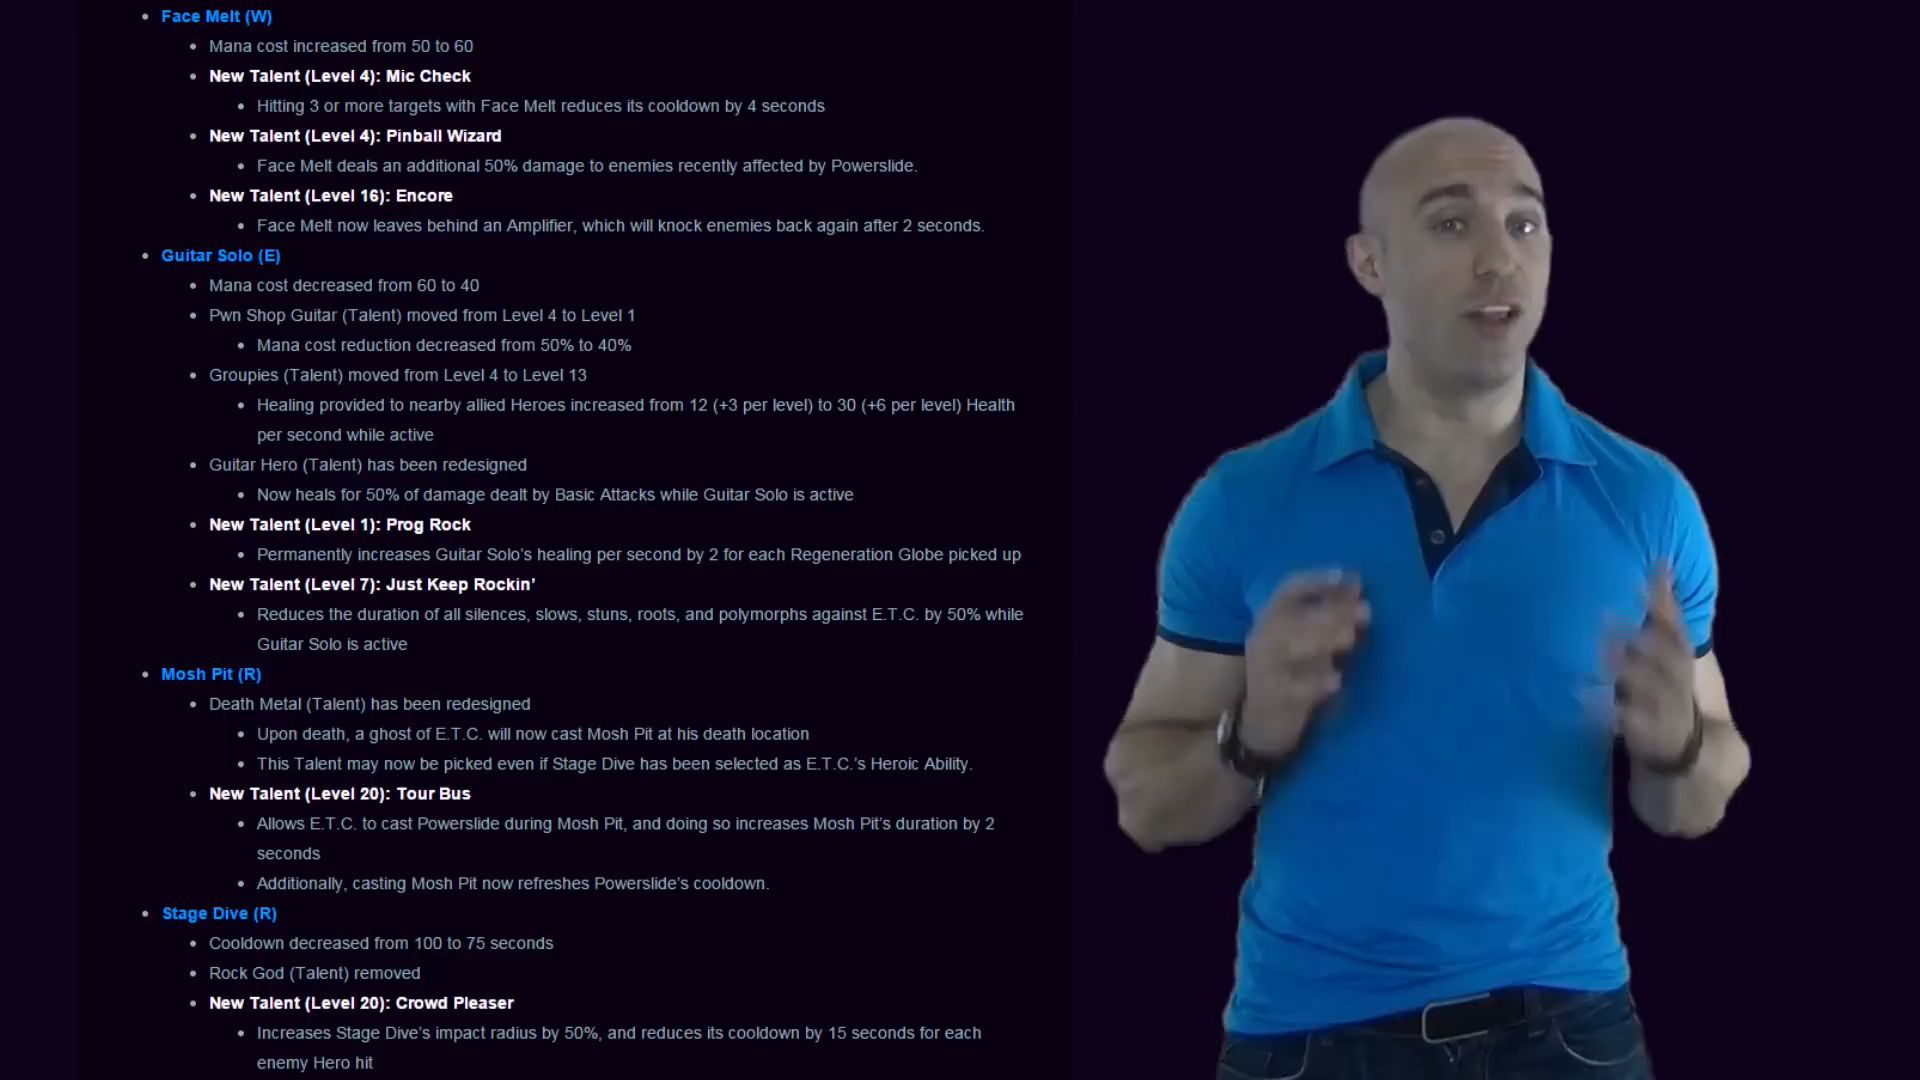 Face Melt (W)
Mana cost increased from 50 to 60
New Talent (Level 4): Mic Check
Hitting 3 or more targets with Face Melt reduces its cooldown by 4 seconds
New Talent (Level 4): Pinball Wizard
Face Melt deals an additional 50% damage to enemies recently affected by Powerslide.
New Talent (Level 16): Encore
Face Melt now leaves behind an Amplifier, which will knock enemies back again after 2 seconds.
Guitar Solo (E)
Mana cost decreased from 60 to 40
Pwn Shop Guitar (Talent) moved from Level 4 to Level 1
Mana cost reduction decreased from 50% to 40%
Groupies (Talent) moved from Level 4 to Level 13
Healing provided to nearby allied Heroes increased from 12 (+3 per level) to 30 (+6 per level) Health
per second while active
Guitar Hero (Talent) has been redesigned
Now heals for 50% of damage dealt by Basic Attacks while Guitar Solo is active
New Talent (Level 1): Prog Rock
Permanently increases Guitar Solo's healing per second by 2 for each Regeneration Globe picked up
New Talent (Level 7): Just Keep Rockin'
Reduces the duration of all silences, slows, stuns, roots, and polymorphs against E.T.C. by 50% while
Guitar Solo is active
Mosh Pit (R)
Death Metal (Talent) has been redesigned
Upon death, a ghost of E.T.C. will now cast Mosh Pit at his death location
This Talent may now be picked even if Stage Dive has been selected as E.T.C.'s Heroic Ability.
New Talent (Level 20): Tour Bus
Allows E.T.C. to cast Powerslide during Mosh Pit, and doing so increases Mosh Pit's duration by 2
seconds
Additionally, casting Mosh Pit now refreshes Powerslide's cooldown.
Stage Dive (R)
Cooldown decreased from 100 to 75 seconds
Rock God (Talent) removed
New Talent (Level 20): Crowd Pleaser
Increases Stage Dive's impact radius by 50%, and reduces its cooldown by 15 seconds for each
enemy Hero hit